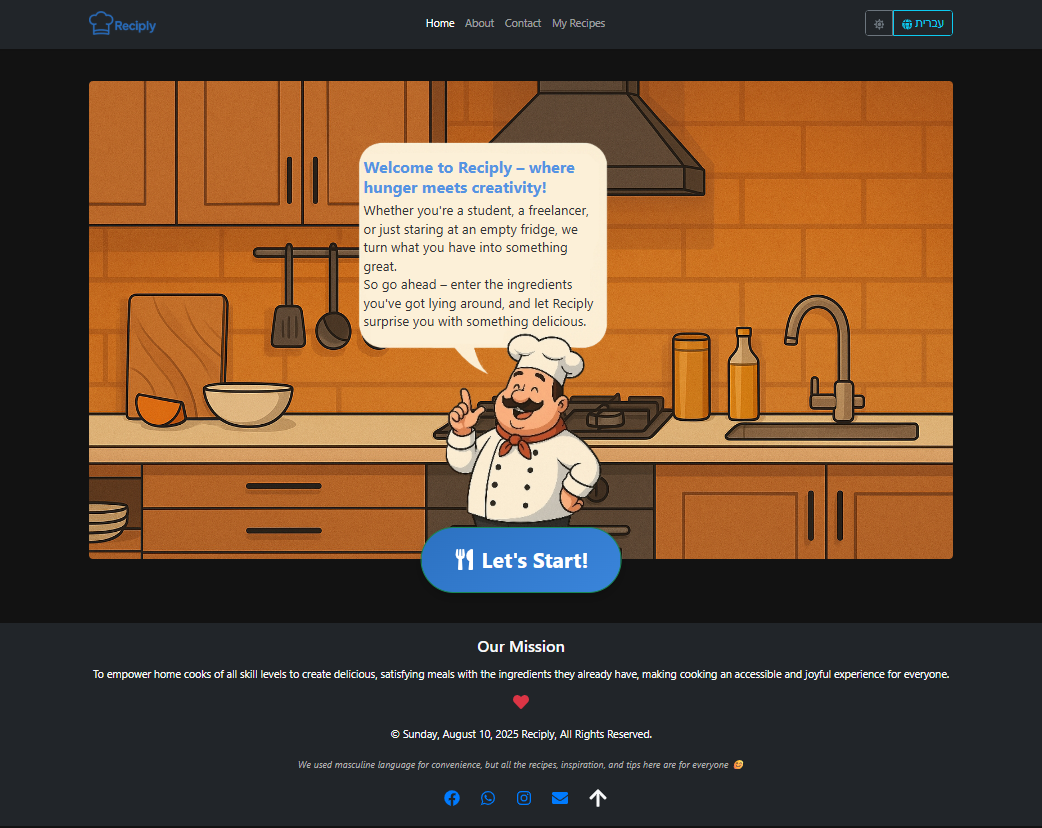 Reciply
Home About Contact My Recipes
עברית
Welcome to Reciply – where
hunger meets creativity!
Whether you're a student, a freelancer,
or just staring at an empty fridge, we
turn what you have into something
great.
So go ahead – enter the ingredients
you've got lying around, and let Reciply
surprise you with something delicious.
Let's Start!
Our Mission
To empower home cooks of all skill levels to create delicious, satisfying meals with the ingredients they already have, making cooking an accessible and joyful experience for everyone.
© Sunday, August 10, 2025 Reciply, All Rights Reserved.
We used masculine language for convenience, but all the recipes, inspiration, and tips here are for everyone 😊